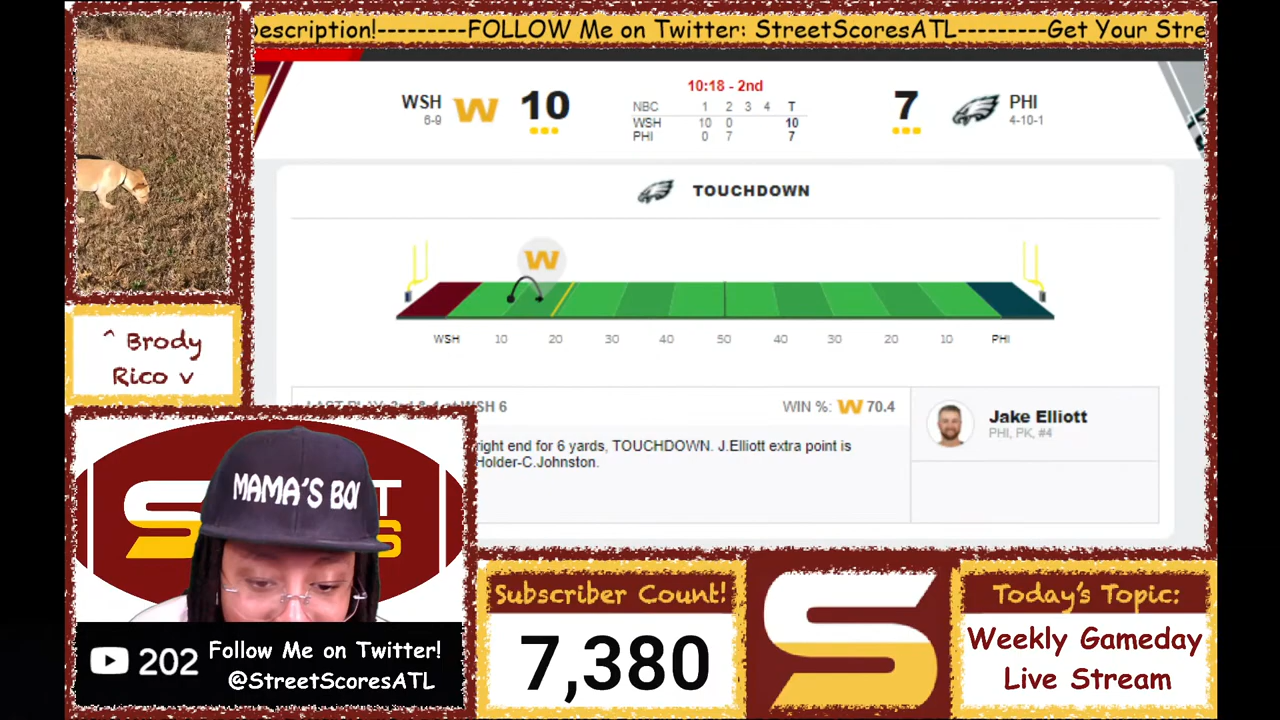 escription!---------FOLLOW Me on Twitter: StreetScoresATL---------Get Your Stre
WSH
6-9
W
10
10:18 - 2nd
NBC 1 2 3 4 T
WSH 10 0 10
PHI 0 7 7
7
PHI
4-10-1
TOUCHDOWN
W
WSH 10 20 30 40 50 40 30 20 10 PHI
^ Brody
Rico v
WSH 6
WIN %: W 70.4
right end for 6 yards, TOUCHDOWN. J.Elliott extra point is
Holder-C.Johnston.
Jake Elliott
PHI, PK, #4
MAMA'S BOI
202
Follow Me on Twitter!
@StreetScoresATL
Subscriber Count!
7,380
S
Today's Topic:
Weekly Gameday
Live Stream